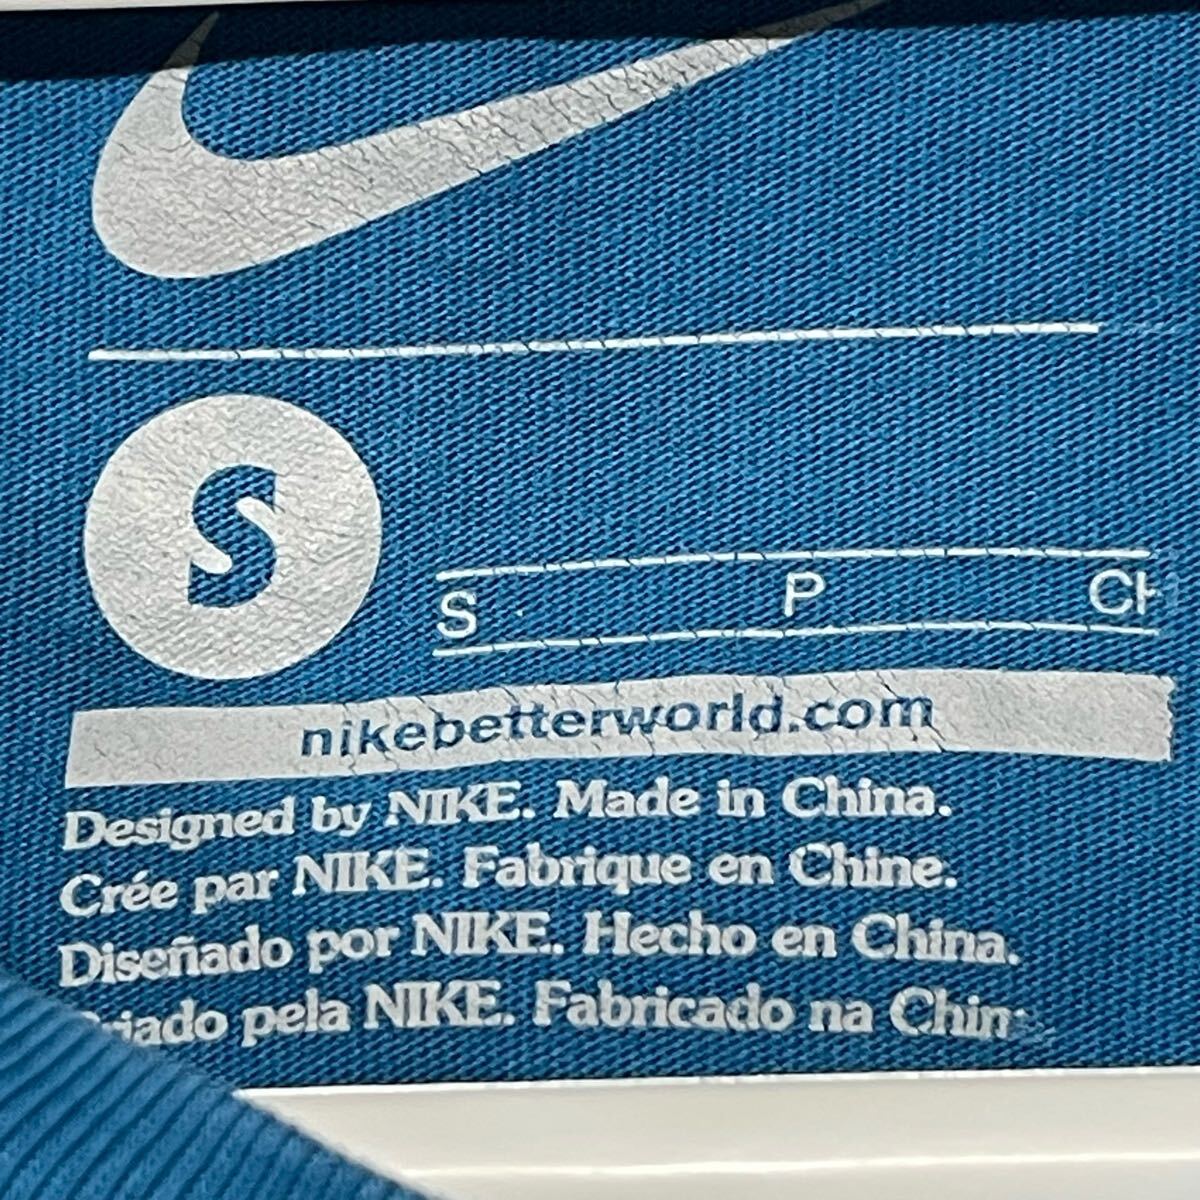 S
S P CH
nikebetterworld.com
Designed by NIKE. Made in China.
Crée par NIKE. Fabrique en Chine.
Diseñado por NIKE. Hecho en China.
pela NIKE. Fabricado na